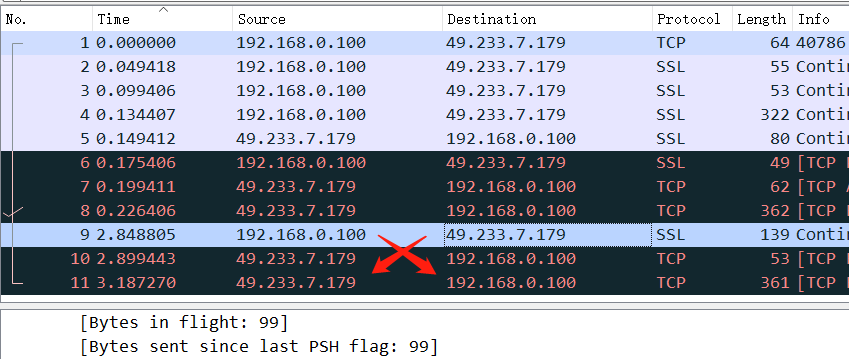 No. Time Source Destination Protocol Length Info
1 0.000000 192.168.0.100 49.233.7.179 TCP 64 40786
2 0.049418 192.168.0.100 49.233.7.179 SSL 55 Contin
3 0.099406 192.168.0.100 49.233.7.179 SSL 53 Contin
4 0.134407 192.168.0.100 49.233.7.179 SSL 322 Contin
5 0.149412 49.233.7.179 192.168.0.100 SSL 80 Contin
6 0.175406 192.168.0.100 49.233.7.179 SSL 49 [TCP
7 0.199411 49.233.7.179 192.168.0.100 TCP 62 [TCP
8 0.226406 49.233.7.179 192.168.0.100 TCP 362 [TCP
9 2.848805 192.168.0.100 49.233.7.179 SSL 139 Contin
10 2.899443 49.233.7.179 192.168.0.100 TCP 53 [TCP
11 3.187270 49.233.7.179 192.168.0.100 TCP 361 [TCP
[Bytes in flight: 99]
[Bytes sent since last PSH flag: 99]